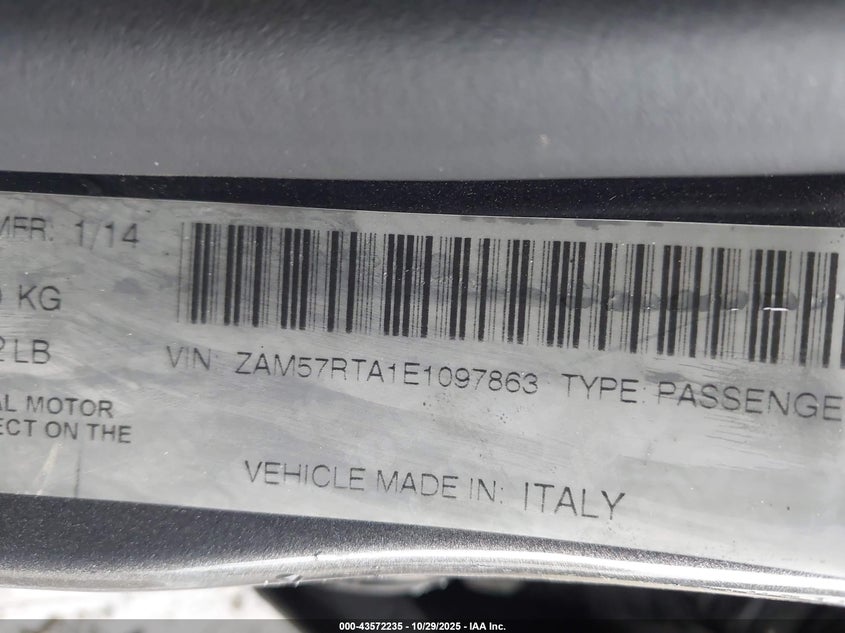 MFR: 1/14
KG
LB
VIN: ZAM57RTA1E1097863 TYPE: PASSENGE
AL MOTOR
ECT ON THE
VEHICLE MADE IN: ITALY
000-43572235 - 10/29/2025 - IAA Inc.